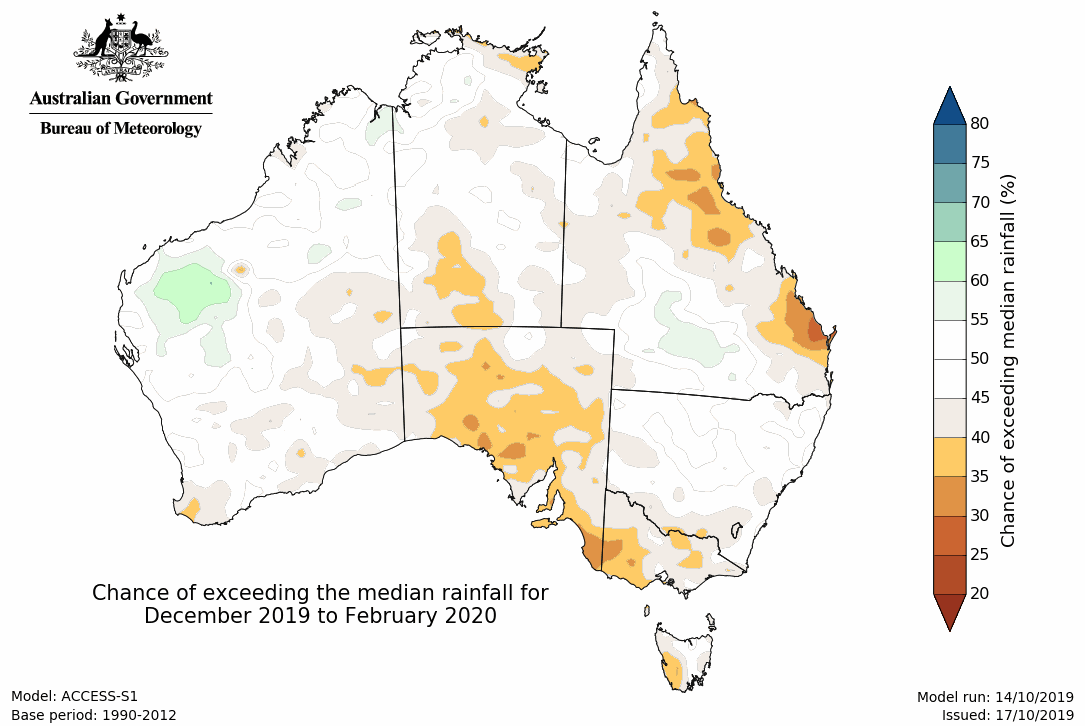 Australian Government
Bureau of Meteorology
80
75
70
65
60
55
50
45
40
35
30
25
20
Chance of exceeding median rainfall (%)
Chance of exceeding the median rainfall for
December 2019 to February 2020
Model: ACCESS-S1
Base period: 1990-2012
Model run: 14/10/2019
Issued: 17/10/2019